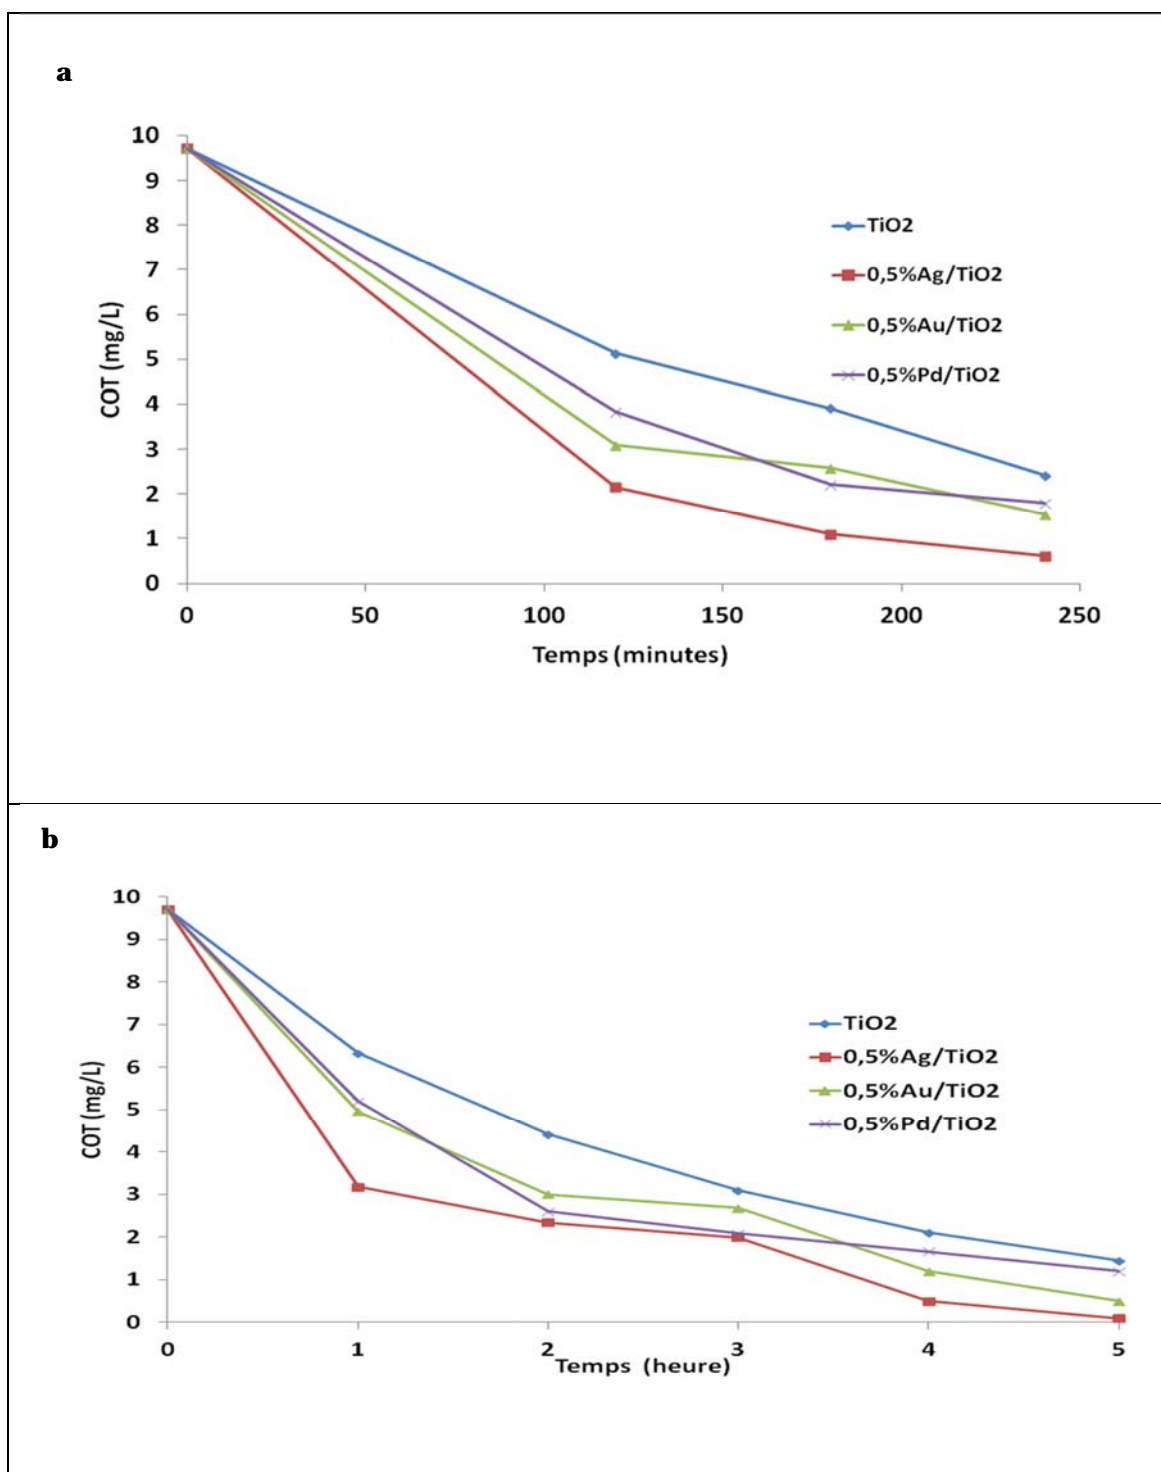 a
10
9
8
7
6
5
4
3
2
1
0
COT (mg/L)
TiO2
0,5%Ag/TiO2
0,5%Au/TiO2
0,5%Pd/TiO2
0 50 100 150 200 250
Temps (minutes)
b
10
9
8
7
6
5
4
3
2
1
0
COT (mg/L)
TiO2
0,5%Ag/TiO2
0,5%Au/TiO2
0,5%Pd/TiO2
0 1 2 3 4 5
Temps (heure)